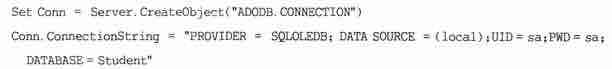 Set Conn = Server.CreateObject("ADODB.CONNECTION")
Conn.ConnectionString = "PROVIDER = SQLOLEDB; DATA SOURCE = (local);UID = sa;PWD = sa;
DATABASE = Student"